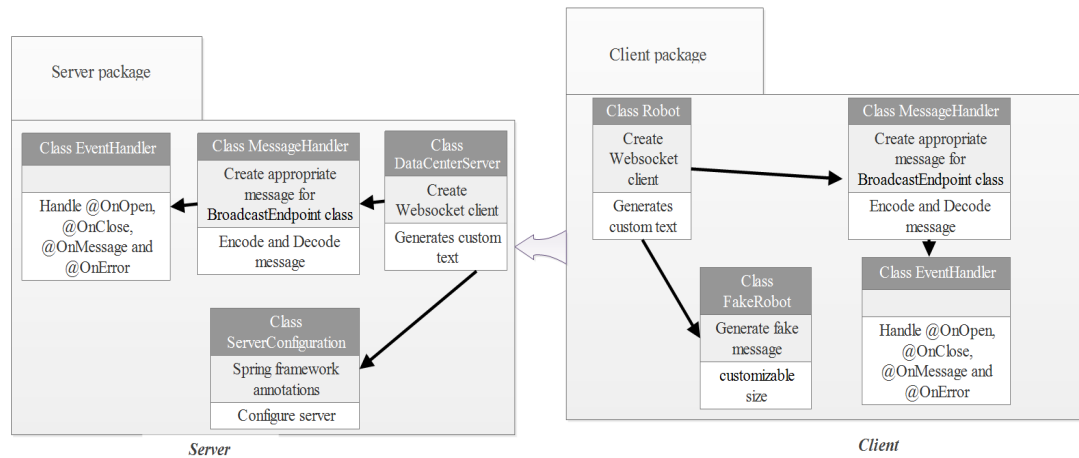 Server package
Class EventHandler
Handle @OnOpen,
@OnClose,
@OnMessage and
@OnError
Class MessageHandler
Create appropriate
message for
BroadcastEndpoint class
Encode and Decode
message
Class
DataCenterServer
Create
Websocket client
Generates custom
text
Class
ServerConfiguration
Spring framework
annotations
Configure server
Server
Client package
Class Robot
Create
Websocket
client
Generates
custom text
Class MessageHandler
Create appropriate
message for
BroadcastEndpoint class
Encode and Decode
message
Class
FakeRobot
Generate fake
message
customizable
size
Class EventHandler
Handle @OnOpen,
@OnClose,
@OnMessage and
@OnError
Client